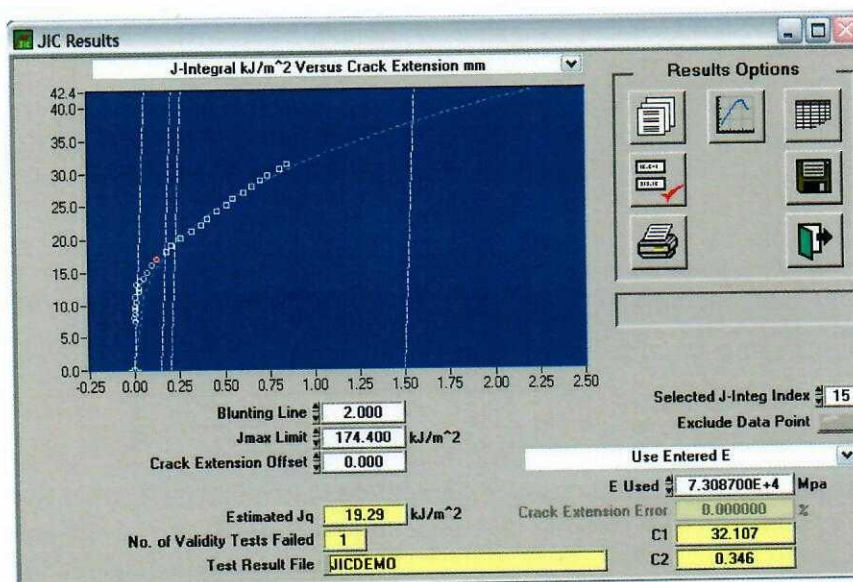 JIC Results
J-Integral kJ/m^2 Versus Crack Extension mm
Results Options
42.4
40.0
35.0
30.0
25.0
20.0
15.0
10.0
5.0
0.0
-0.25 0.00 0.25 0.50 0.75 1.00 1.25 1.50 1.75 2.00 2.25 2.50
Selected J-Integ Index 15
Exclude Data Point
Blunting Line 2.000
Jmax Limit 174.400 kJ/m^2
Crack Extension Offset 0.000
Use Entered E
E Used 7.308700E+4 Mpa
Crack Extension Error 0.000000 %
C1 32.107
C2 0.346
Estimated Jq 19.29 kJ/m^2
No. of Validity Tests Failed 1
Test Result File JICDEMO